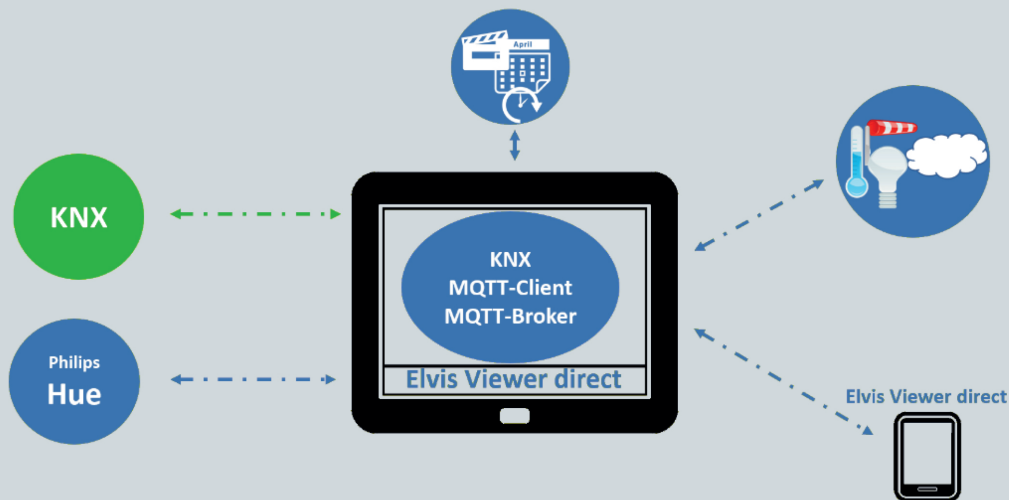 April
KNX
KNX
MQTT-Client
MQTT-Broker
Philips
Hue
Elvis Viewer direct
Elvis Viewer direct